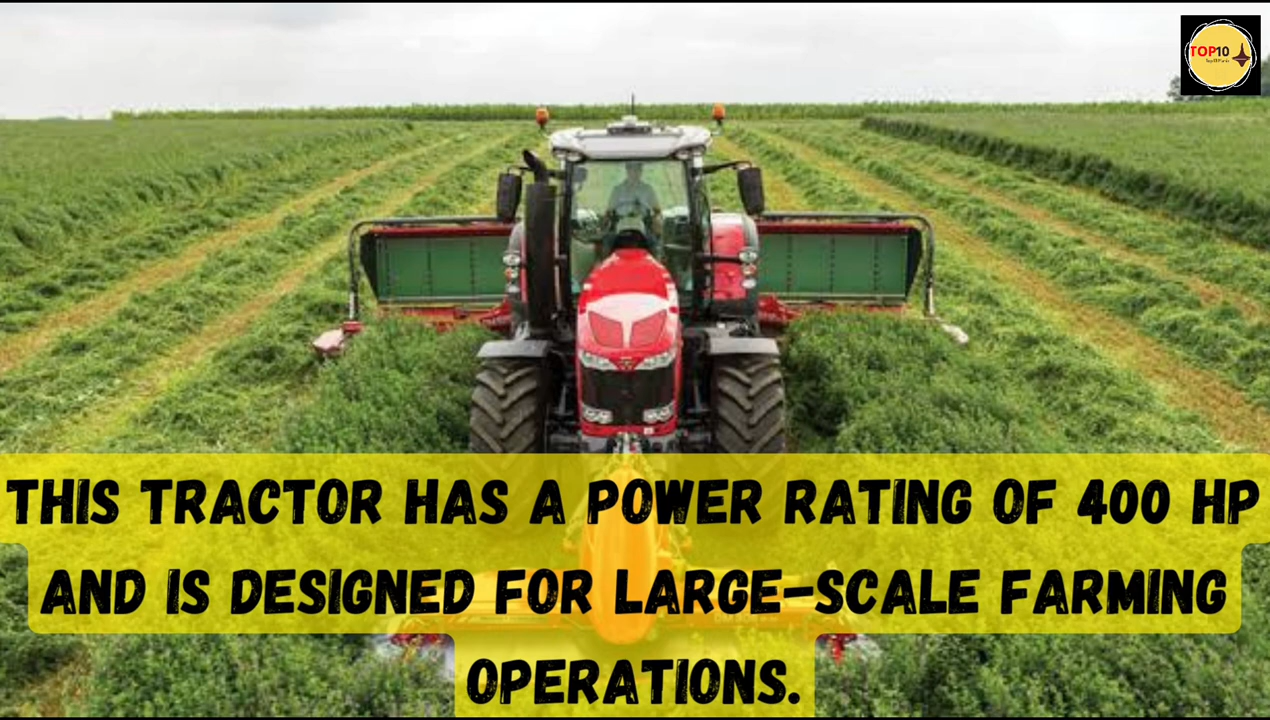 TOP10
THIS TRACTOR HAS A POWER RATING OF 400 HP
AND IS DESIGNED FOR LARGE-SCALE FARMING
OPERATIONS.